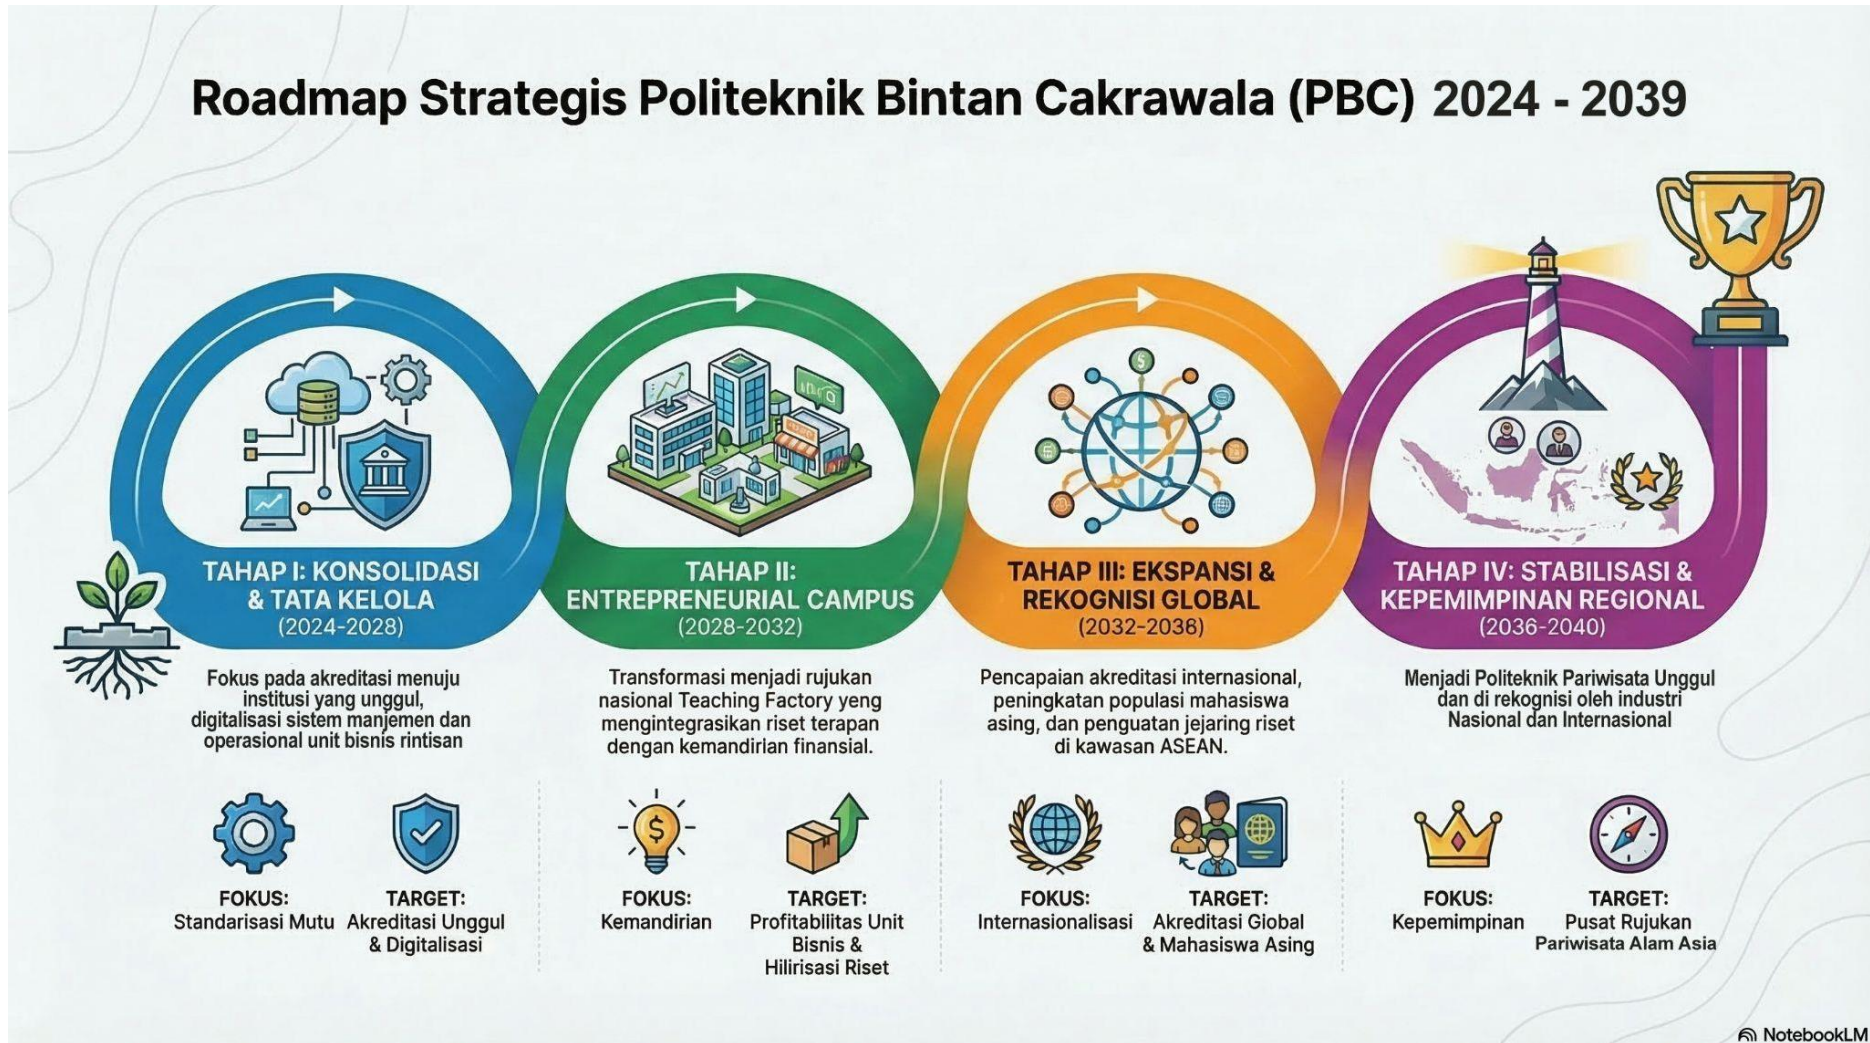 Roadmap Strategis Politeknik Bintan Cakrawala (PBC) 2024 - 2039
TAHAP I: KONSOLIDASI
& TATA KELOLA
(2024-2028)
Fokus pada akreditasi menuju
institusi yang unggul,
digitalisasi sistem manjemen dan
operasional unit bisnis rintisan
FOKUS:
Standarisasi Mutu
TARGET:
Akreditasi Unggul
& Digitalisasi
TAHAP II:
ENTREPRENEURIAL CAMPUS
(2028-2032)
Transformasi menjadi rujukan
nasional Teaching Factory yeng
mengintegrasikan riset terapan
dengan kemandirlan finansial.
FOKUS:
Kemandirian
TARGET:
Profitabilitas Unit
Bisnis &
Hilirisasi Riset
TAHAP III: EKSPANSI &
REKOGNISI GLOBAL
(2032-2036)
Pencapaian akreditasi internasional,
peningkatan populasi mahasiswa
asing, dan penguatan jejaring riset
di kawasan ASEAN.
FOKUS:
Internasionalisasi
TARGET:
Akreditasi Global
& Mahasiswa Asing
TAHAP IV: STABILISASI &
KEPEMIMPINAN REGIONAL
(2036-2040)
Menjadi Politeknik Pariwisata Unggul
dan di rekognisi oleh industri
Nasional dan Internasional
FOKUS:
Kepemimpinan
TARGET:
Pusat Rujukan
Pariwisata Alam Asia
NotebookLM